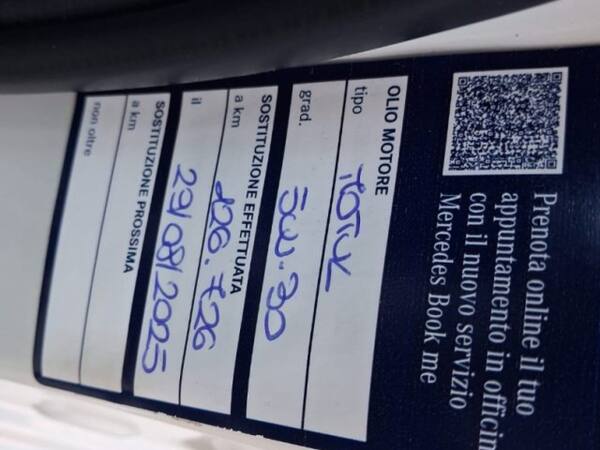 Prenota online il tuo
appuntamento in officin
con il nuovo servizio
Mercedes Book me
OLIO MOTORE
tipo
grad. 5W-30
SOSTITUZIONE EFFETTUATA
a km 126.726
il 29/08/2025
SOSTITUZIONE PROSSIMA
a km
non oltre